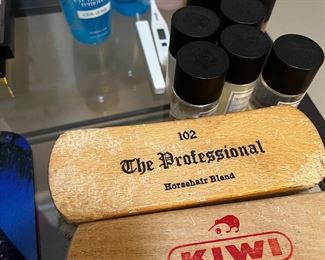 102
The Professional
Horsehair Blend
KIWI